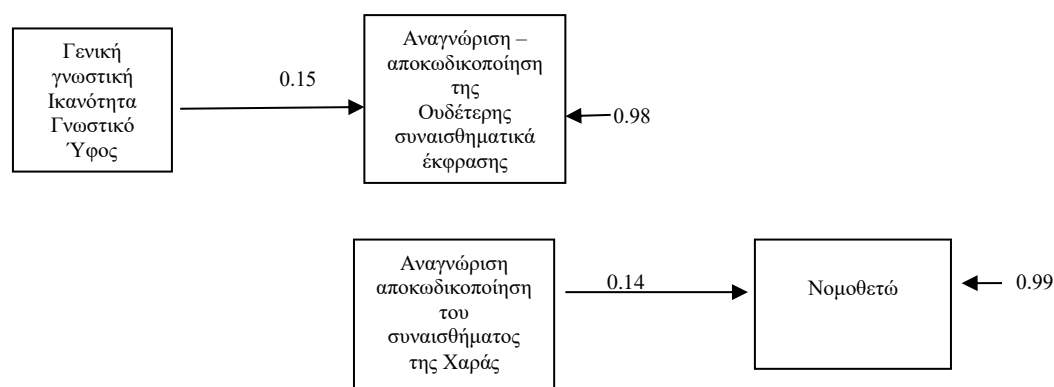 Γενική
γνωστική
Ικανότητα
Γνωστικό
Ύφος
0.15
Αναγνώριση –
αποκωδικοποίηση
της
Ουδέτερης
συναισθηματικά
έκφρασης
0.98
Αναγνώριση
αποκωδικοποίηση
του
συναισθήματος
της Χαράς
0.14
Νομοθετώ
0.99